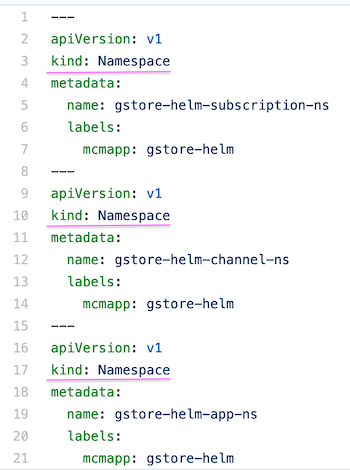 1 ---
2 apiVersion: v1
3 kind: Namespace
4 metadata:
5   name: gstore-helm-subscription-ns
6   labels:
7     mcmapp: gstore-helm
8 ---
9 apiVersion: v1
10 kind: Namespace
11 metadata:
12   name: gstore-helm-channel-ns
13   labels:
14     mcmapp: gstore-helm
15 ---
16 apiVersion: v1
17 kind: Namespace
18 metadata:
19   name: gstore-helm-app-ns
20   labels:
21     mcmapp: gstore-helm